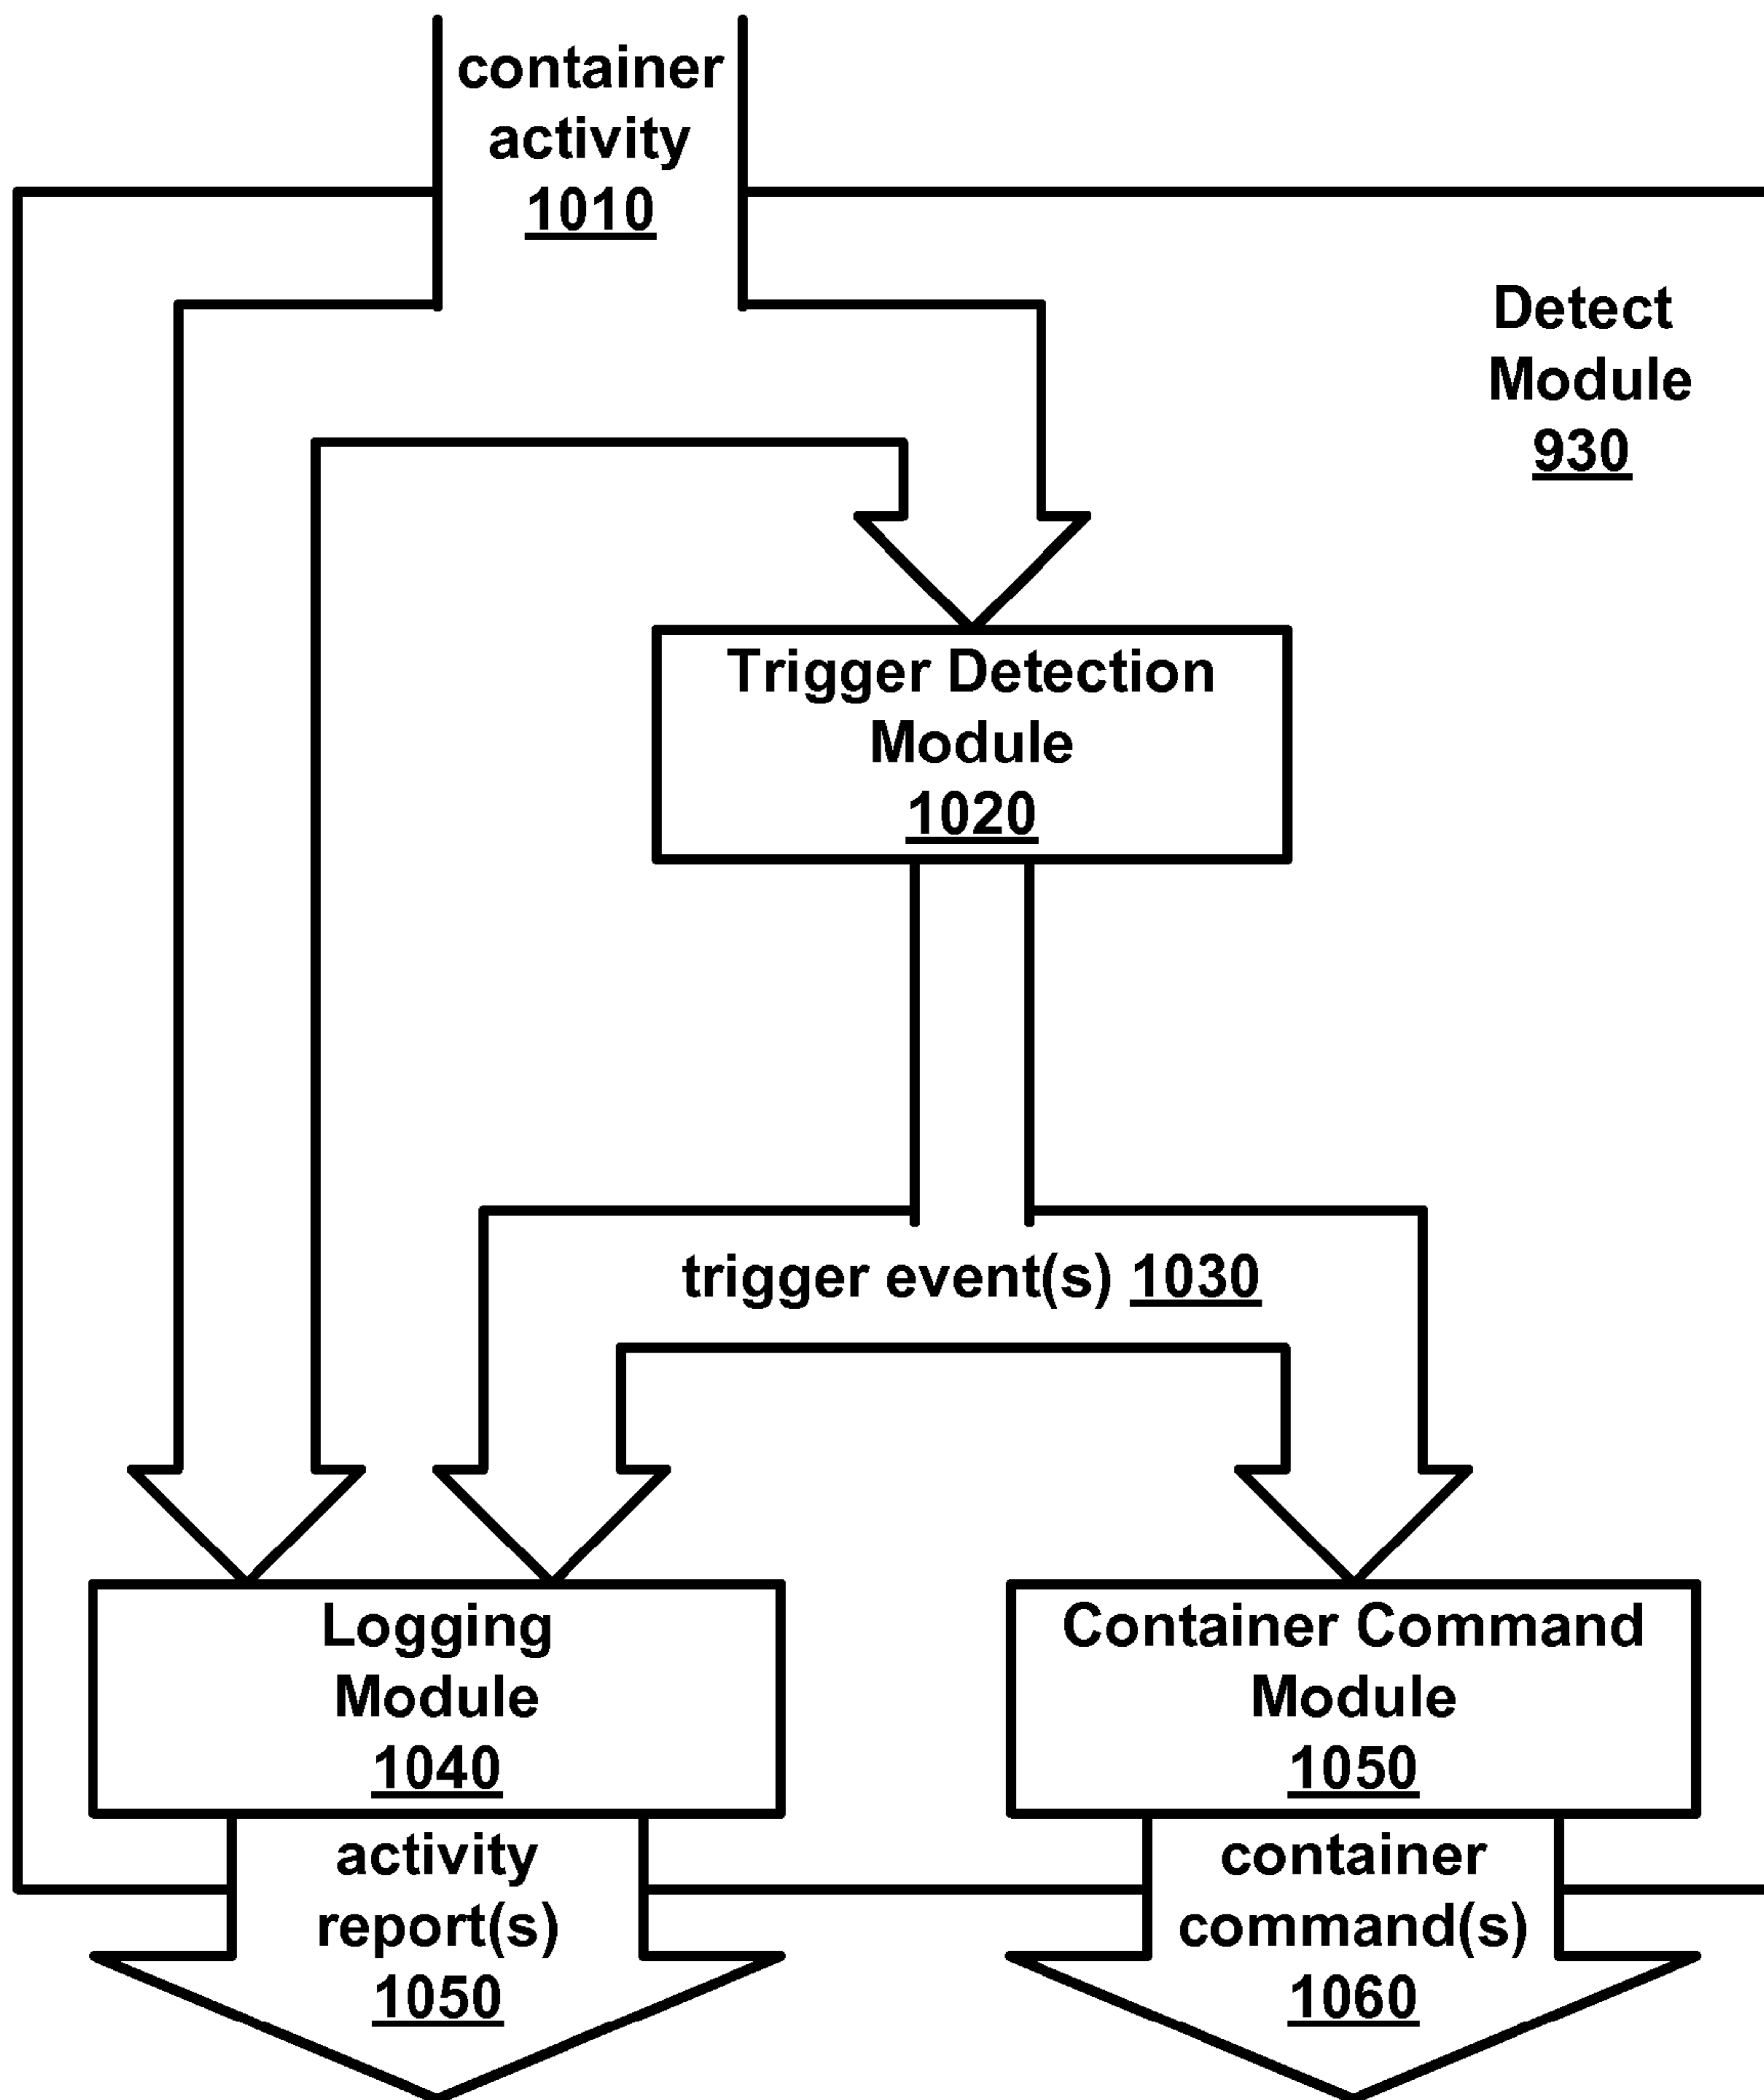 container
activity
1010
Detect
Module
930
Trigger Detection
Module
1020
trigger event(s) 1030
Logging
Module
1040
Container Command
Module
1050
activity
report(s)
1050
container
command(s)
1060